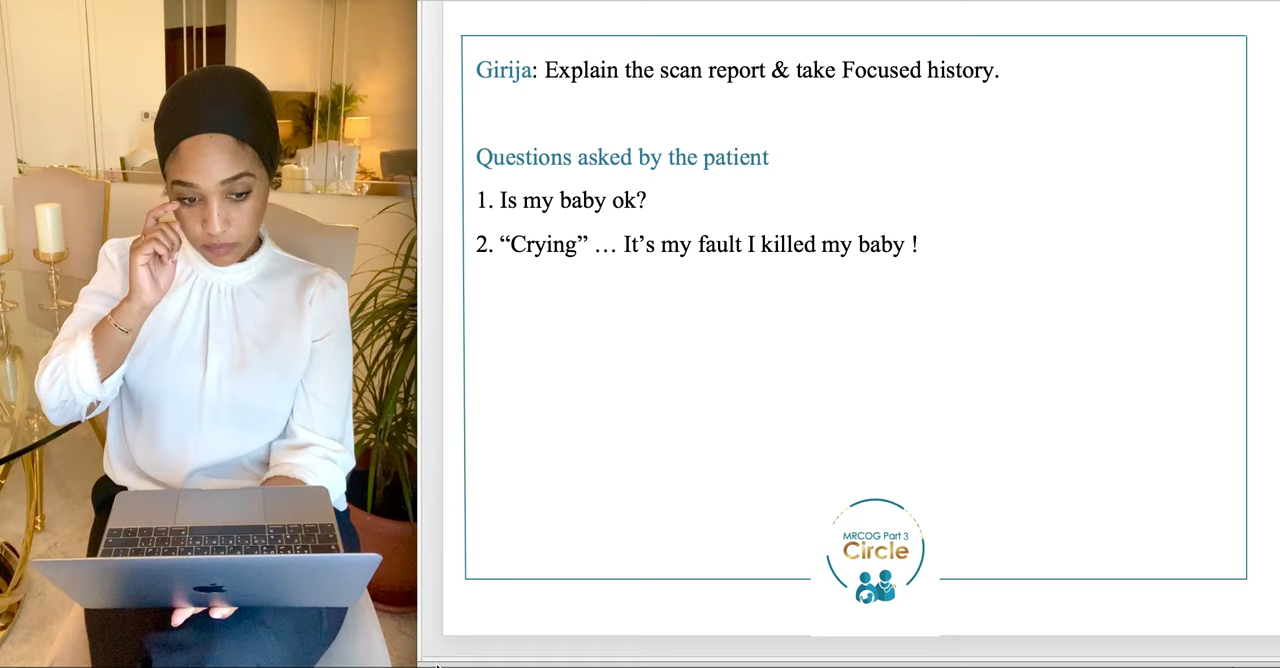 Girija: Explain the scan report & take Focused history.
Questions asked by the patient
1. Is my baby ok?
2. “Crying” … It’s my fault I killed my baby !
MRCOG Part 3
Circle